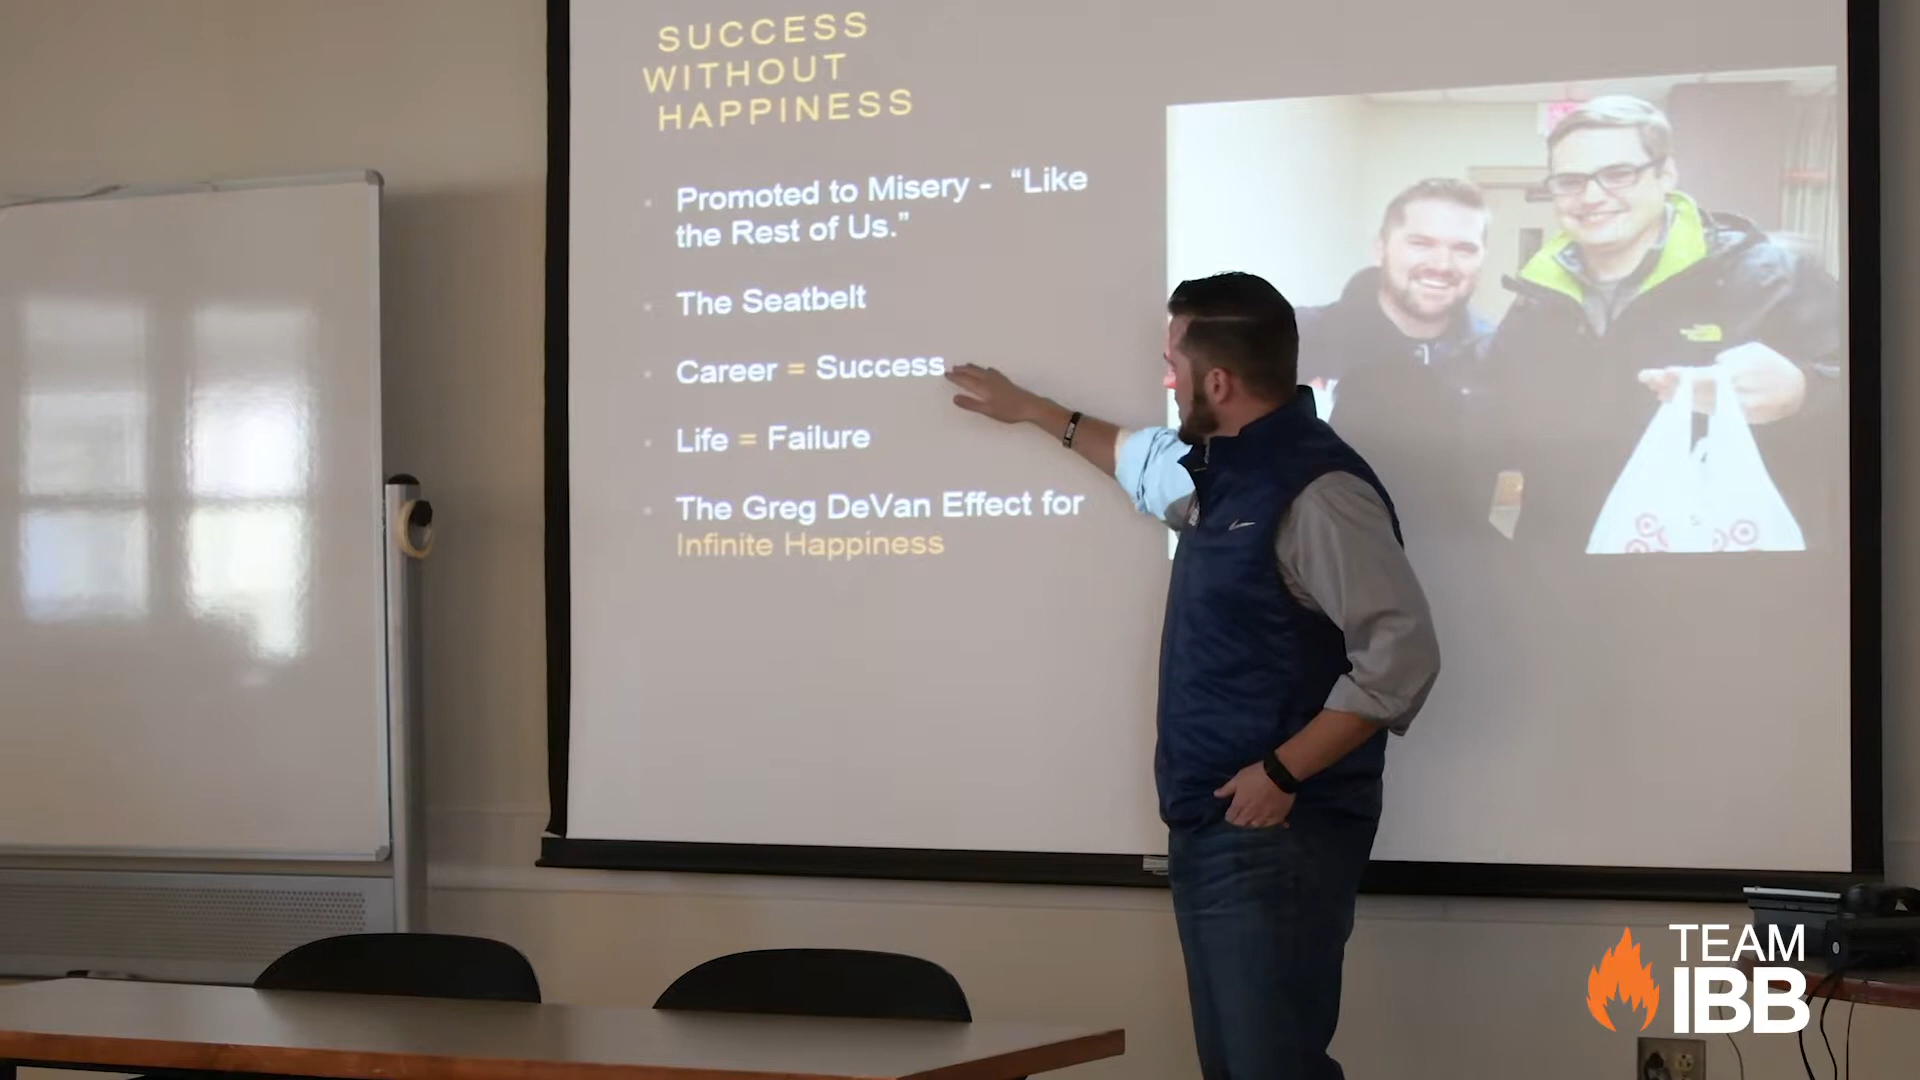 SUCCESS
WITHOUT
HAPPINESS
Promoted to Misery - “Like
the Rest of Us.”
The Seatbelt
Career = Success
Life = Failure
The Greg DeVan Effect for
Infinite Happiness
TEAM
IBB